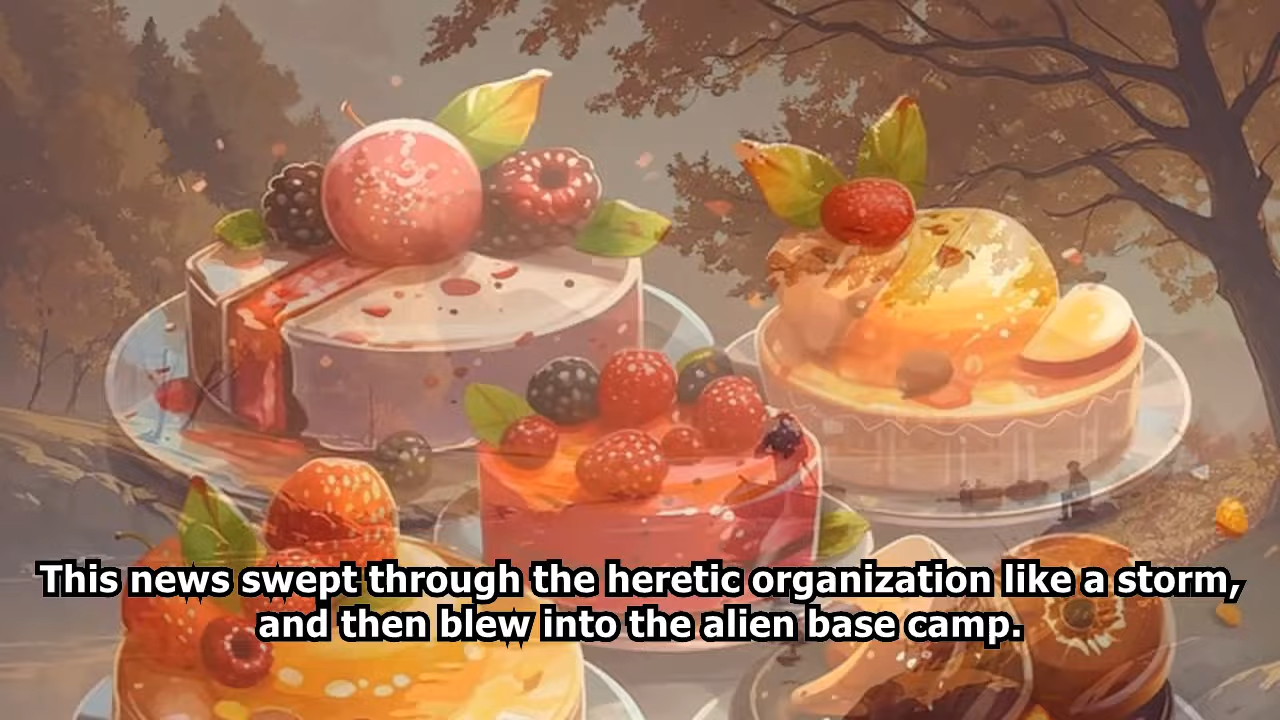 This news swept through the heretic organization like a storm,
and then blew into the alien base camp.